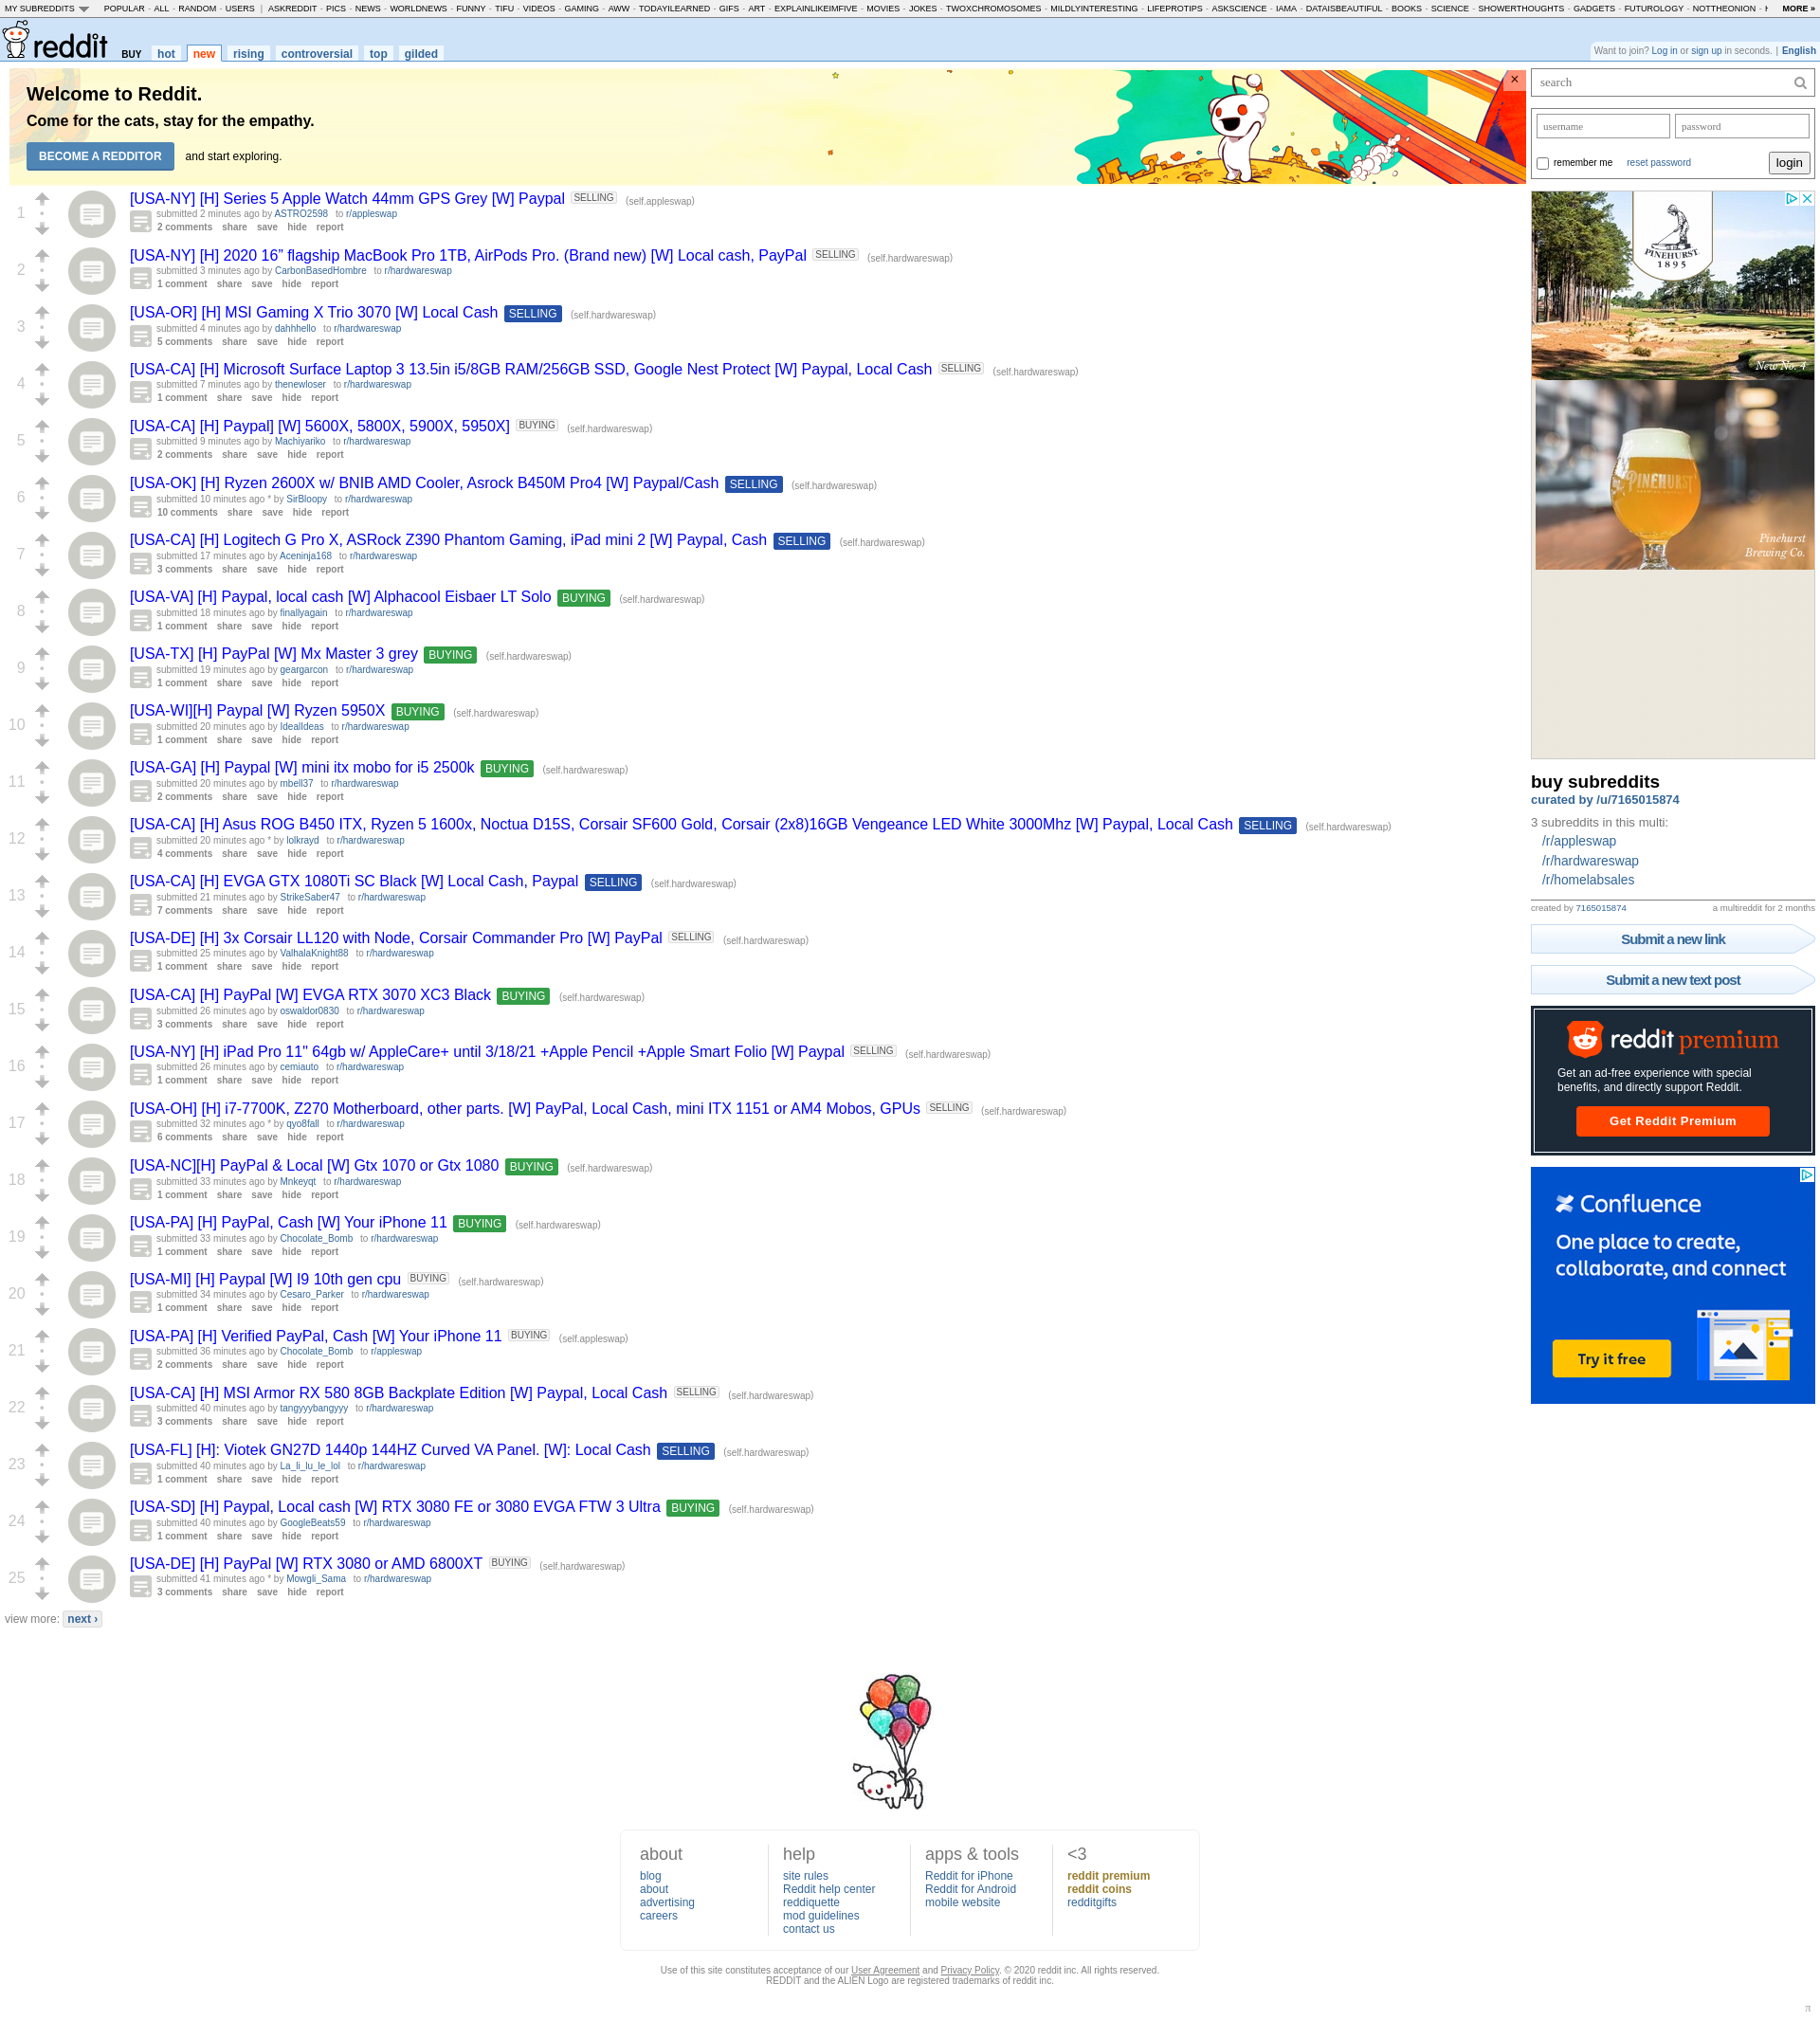 MY SUBREDDITS POPULAR - ALL - RANDOM - USERS | ASKREDDIT - PICS - NEWS - WORLDNEWS - FUNNY - TIFU - VIDEOS - GAMING - AWW - TODAYILEARNED - GIFS - ART - EXPLAINLIKEIMFIVE - MOVIES - JOKES - TWOXCHROMOSOMES - MILDLYINTERESTING - LIFEPROTIPS - ASKSCIENCE - IAMA - DATAISBEAUTIFUL - BOOKS - SCIENCE - SHOWERTHOUGHTS - GADGETS - FUTUROLOGY - NOTTHEONION - MORE »
reddit BUY hot new rising controversial top gilded
Want to join? Log in or sign up in seconds. | English
Welcome to Reddit.
Come for the cats, stay for the empathy.
BECOME A REDDITOR and start exploring.
×
1
[USA-NY] [H] Series 5 Apple Watch 44mm GPS Grey [W] Paypal SELLING (self.appleswap)
submitted 2 minutes ago by ASTRO2598 to r/appleswap
2 comments share save hide report
2
[USA-NY] [H] 2020 16” flagship MacBook Pro 1TB, AirPods Pro. (Brand new) [W] Local cash, PayPal SELLING (self.hardwareswap)
submitted 3 minutes ago by CarbonBasedHombre to r/hardwareswap
1 comment share save hide report
3
[USA-OR] [H] MSI Gaming X Trio 3070 [W] Local Cash SELLING (self.hardwareswap)
submitted 4 minutes ago by dahhhello to r/hardwareswap
5 comments share save hide report
4
[USA-CA] [H] Microsoft Surface Laptop 3 13.5in i5/8GB RAM/256GB SSD, Google Nest Protect [W] Paypal, Local Cash SELLING (self.hardwareswap)
submitted 7 minutes ago by thenewloser to r/hardwareswap
1 comment share save hide report
5
[USA-CA] [H] Paypal] [W] 5600X, 5800X, 5900X, 5950X] BUYING (self.hardwareswap)
submitted 9 minutes ago by Machiyariko to r/hardwareswap
2 comments share save hide report
6
[USA-OK] [H] Ryzen 2600X w/ BNIB AMD Cooler, Asrock B450M Pro4 [W] Paypal/Cash SELLING (self.hardwareswap)
submitted 10 minutes ago * by SirBloopy to r/hardwareswap
10 comments share save hide report
7
[USA-CA] [H] Logitech G Pro X, ASRock Z390 Phantom Gaming, iPad mini 2 [W] Paypal, Cash SELLING (self.hardwareswap)
submitted 17 minutes ago by Aceninja168 to r/hardwareswap
3 comments share save hide report
8
[USA-VA] [H] Paypal, local cash [W] Alphacool Eisbaer LT Solo BUYING (self.hardwareswap)
submitted 18 minutes ago by finallyagain to r/hardwareswap
1 comment share save hide report
9
[USA-TX] [H] PayPal [W] Mx Master 3 grey BUYING (self.hardwareswap)
submitted 19 minutes ago by geargarcon to r/hardwareswap
1 comment share save hide report
10
[USA-WI][H] Paypal [W] Ryzen 5950X BUYING (self.hardwareswap)
submitted 20 minutes ago by IdealIdeas to r/hardwareswap
1 comment share save hide report
11
[USA-GA] [H] Paypal [W] mini itx mobo for i5 2500k BUYING (self.hardwareswap)
submitted 20 minutes ago by mbell37 to r/hardwareswap
2 comments share save hide report
12
[USA-CA] [H] Asus ROG B450 ITX, Ryzen 5 1600x, Noctua D15S, Corsair SF600 Gold, Corsair (2x8)16GB Vengeance LED White 3000Mhz [W] Paypal, Local Cash SELLING (self.hardwareswap)
submitted 20 minutes ago * by lolkrayd to r/hardwareswap
4 comments share save hide report
13
[USA-CA] [H] EVGA GTX 1080Ti SC Black [W] Local Cash, Paypal SELLING (self.hardwareswap)
submitted 21 minutes ago by StrikeSaber47 to r/hardwareswap
7 comments share save hide report
14
[USA-DE] [H] 3x Corsair LL120 with Node, Corsair Commander Pro [W] PayPal SELLING (self.hardwareswap)
submitted 25 minutes ago by ValhalaKnight88 to r/hardwareswap
1 comment share save hide report
15
[USA-CA] [H] PayPal [W] EVGA RTX 3070 XC3 Black BUYING (self.hardwareswap)
submitted 26 minutes ago by oswaldor0830 to r/hardwareswap
3 comments share save hide report
16
[USA-NY] [H] iPad Pro 11" 64gb w/ AppleCare+ until 3/18/21 +Apple Pencil +Apple Smart Folio [W] Paypal SELLING (self.hardwareswap)
submitted 26 minutes ago by cemiauto to r/hardwareswap
1 comment share save hide report
17
[USA-OH] [H] i7-7700K, Z270 Motherboard, other parts. [W] PayPal, Local Cash, mini ITX 1151 or AM4 Mobos, GPUs SELLING (self.hardwareswap)
submitted 32 minutes ago * by qyo8fall to r/hardwareswap
6 comments share save hide report
18
[USA-NC][H] PayPal & Local [W] Gtx 1070 or Gtx 1080 BUYING (self.hardwareswap)
submitted 33 minutes ago by Mnkeyqt to r/hardwareswap
1 comment share save hide report
19
[USA-PA] [H] PayPal, Cash [W] Your iPhone 11 BUYING (self.hardwareswap)
submitted 33 minutes ago by Chocolate_Bomb to r/hardwareswap
1 comment share save hide report
20
[USA-MI] [H] Paypal [W] I9 10th gen cpu BUYING (self.hardwareswap)
submitted 34 minutes ago by Cesaro_Parker to r/hardwareswap
1 comment share save hide report
21
[USA-PA] [H] Verified PayPal, Cash [W] Your iPhone 11 BUYING (self.appleswap)
submitted 36 minutes ago by Chocolate_Bomb to r/appleswap
2 comments share save hide report
22
[USA-CA] [H] MSI Armor RX 580 8GB Backplate Edition [W] Paypal, Local Cash SELLING (self.hardwareswap)
submitted 40 minutes ago by tangyyybangyyy to r/hardwareswap
3 comments share save hide report
23
[USA-FL] [H]: Viotek GN27D 1440p 144HZ Curved VA Panel. [W]: Local Cash SELLING (self.hardwareswap)
submitted 40 minutes ago by La_li_lu_le_lol to r/hardwareswap
1 comment share save hide report
24
[USA-SD] [H] Paypal, Local cash [W] RTX 3080 FE or 3080 EVGA FTW 3 Ultra BUYING (self.hardwareswap)
submitted 40 minutes ago by GoogleBeats59 to r/hardwareswap
1 comment share save hide report
25
[USA-DE] [H] PayPal [W] RTX 3080 or AMD 6800XT BUYING (self.hardwareswap)
submitted 41 minutes ago * by Mowgli_Sama to r/hardwareswap
3 comments share save hide report
view more: next ›
search
username password
remember me reset password login
PINEHURST
1895
New No. 4
PINEHURST
Pinehurst
Brewing Co.
buy subreddits
curated by /u/7165015874
3 subreddits in this multi:
/r/appleswap
/r/hardwareswap
/r/homelabsales
created by 7165015874 a multireddit for 2 months
Submit a new link
Submit a new text post
reddit premium
Get an ad-free experience with special
benefits, and directly support Reddit.
Get Reddit Premium
Confluence
One place to create,
collaborate, and connect
Try it free
about help apps & tools <3
blog site rules Reddit for iPhone reddit premium
about Reddit help center Reddit for Android reddit coins
advertising reddiquette mobile website redditgifts
careers mod guidelines
contact us
Use of this site constitutes acceptance of our User Agreement and Privacy Policy. © 2020 reddit inc. All rights reserved.
REDDIT and the ALIEN Logo are registered trademarks of reddit inc.
π